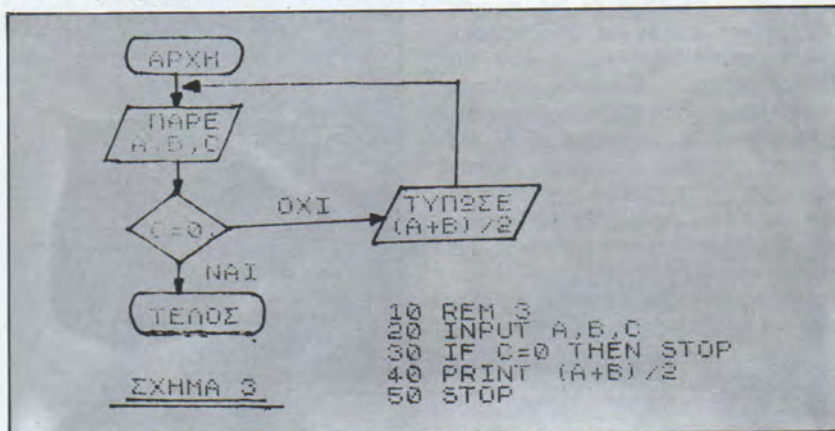 ΑΡΧΗ
ΠΑΡΕ
A,B,C
C=0
ΟΧΙ
ΤΥΠΩΣΕ
(A+B)/2
ΝΑΙ
ΤΕΛΟΣ
ΣΧΗΜΑ 3
10 REM 3
20 INPUT A,B,C
30 IF C=0 THEN STOP
40 PRINT (A+B)/2
50 STOP